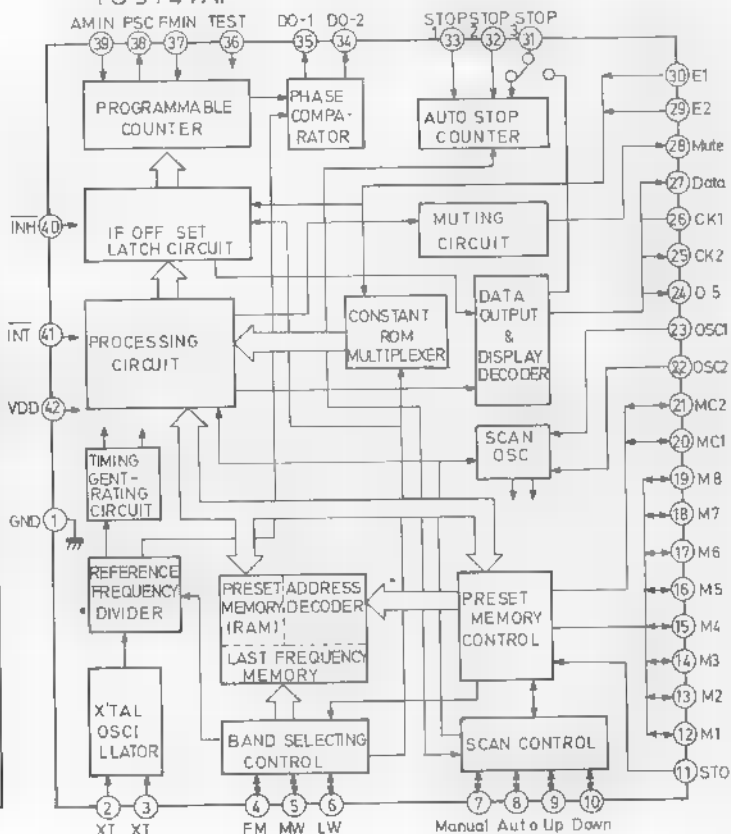 AMIN PSC FMIN TEST DO-1 DO-2 STOP STOP STOP
1 2 3
39 38 37 36 35 34 33 32 31
PROGRAMMABLE
COUNTER
PHASE
COMPA-
RATOR
AUTO STOP
COUNTER
30 E1
29 E2
28 Mute
27 Data
26 CK1
25 CK2
24 O 5
23 OSC1
22 OSC2
21 MC2
20 MC1
19 M8
18 M7
17 M6
16 M5
15 M4
14 M3
13 M2
12 M1
11 STO
INH 40
IF OFF SET
LATCH CIRCUIT
MUTING
CIRCUIT
INT 41
PROCESSING
CIRCUIT
CONSTANT
ROM
MULTIPLEXER
DATA
OUTPUT
&
DISPLAY
DECODER
VDD 42
SCAN
OSC
TIMING
GENT-
RATING
CIRCUIT
GND 1
REFERENCE
FREQUENCY
DIVIDER
PRESET ADDRESS
MEMORY DECODER
(RAM)
LAST FREQUENCY
MEMORY
PRESET
MEMORY
CONTROL
X'TAL
OSCI
LLATOR
BAND SELECTING
CONTROL
SCAN CONTROL
2 3 4 5 6 7 8 9 10
XT XT FM MW LW Manual Auto Up Down